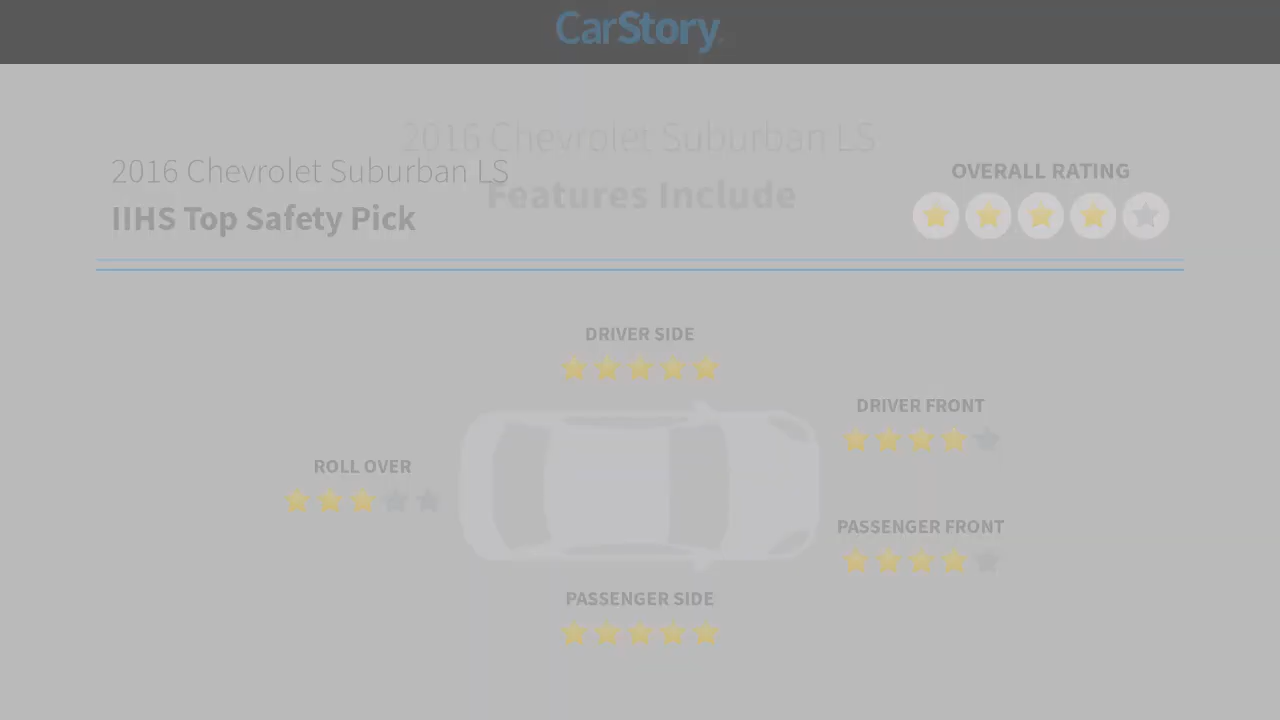 CarStory
2016 Chevrolet Suburban LS
Features Include
2016 Chevrolet Suburban LS
IIHS Top Safety Pick
OVERALL RATING
DRIVER SIDE
DRIVER FRONT
ROLL OVER
PASSENGER FRONT
PASSENGER SIDE